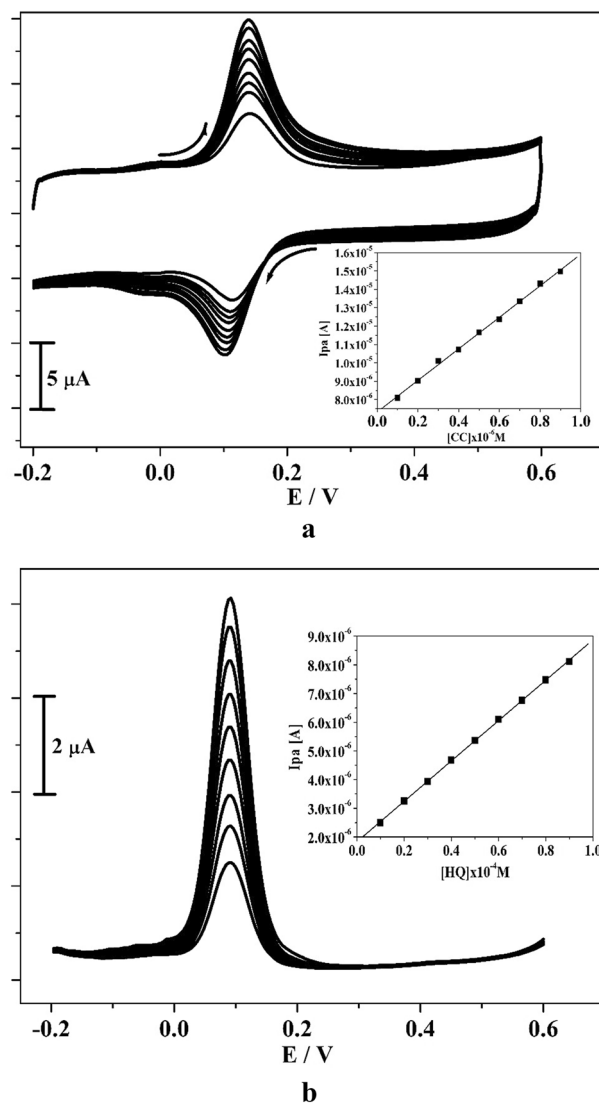 1.6x10⁻⁵
1.5x10⁻⁵
1.4x10⁻⁵
1.3x10⁻⁵
1.2x10⁻⁵
1.1x10⁻⁵
1.0x10⁻⁵
9.0x10⁻⁶
8.0x10⁻⁶
Ipa [A]
0.0 0.2 0.4 0.6 0.8 1.0
[CC]x10⁻⁶M
5 μA
-0.2 0.0 0.2 0.4 0.6
E / V
a
9.0x10⁻⁶
8.0x10⁻⁶
7.0x10⁻⁶
6.0x10⁻⁶
5.0x10⁻⁶
4.0x10⁻⁶
3.0x10⁻⁶
2.0x10⁻⁶
Ipa [A]
0.0 0.2 0.4 0.6 0.8 1.0
[HQ]x10⁻⁴M
2 μA
-0.2 0.0 0.2 0.4 0.6
E / V
b